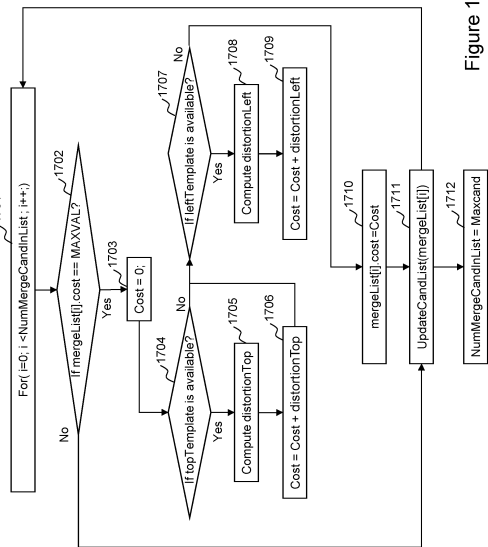 For( i=0; i <NumMergeCandInList ; i++;)
1702
If mergeList[i].cost == MAXVAL?
No
Yes
1703
Cost = 0;
1704
If topTemplate is available?
No
Yes
1705
Compute distortionTop
1706
Cost = Cost + distortionTop
1707
If leftTemplate is available?
No
Yes
1708
Compute distortionLeft
1709
Cost = Cost + distortionLeft
1710
mergeList[i].cost=Cost
1711
UpdateCandList(mergeList[i])
1712
NumMergeCandInList = Maxcand